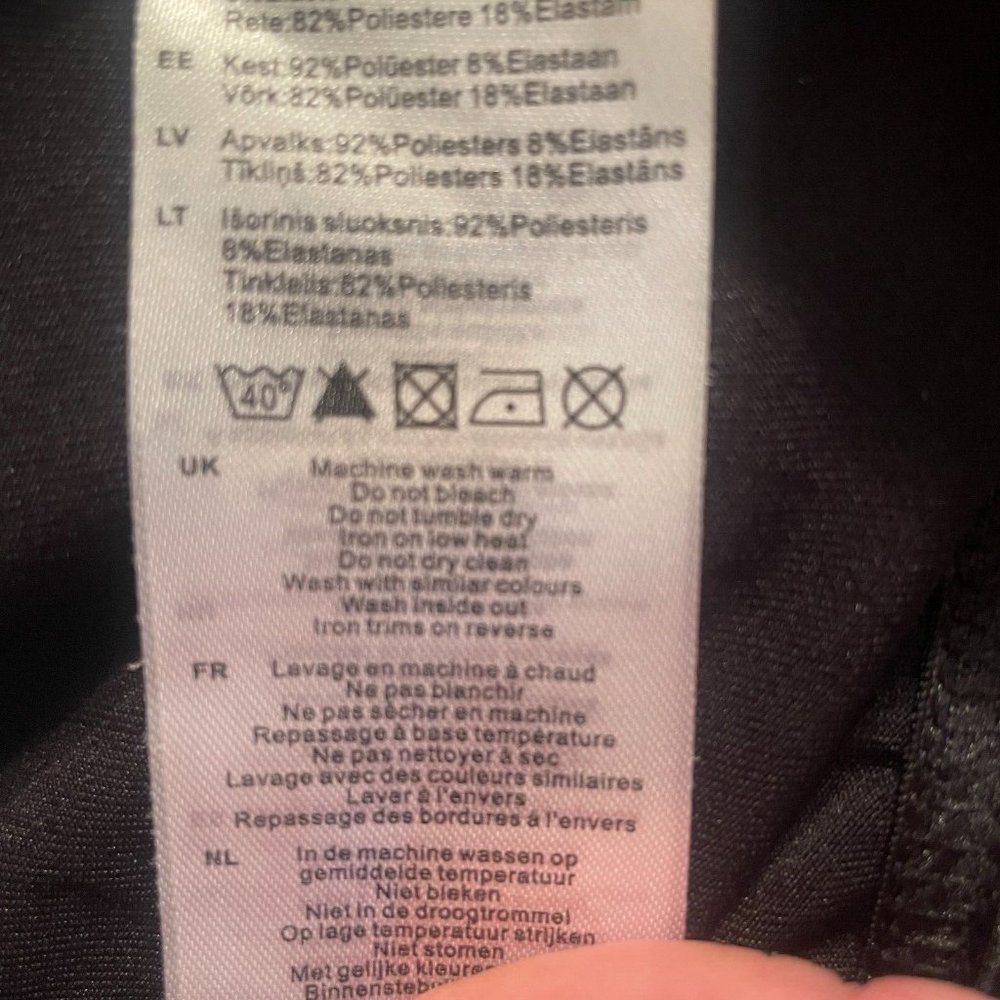 Rete:82%Poliestere 18%Elastam
EE Kest:92%Polüester 8%Elastaan
Võrk:82%Polüester 18%Elastaan
LV Apvalks:92%Poliesters 8%Elastāns
Tīkliņš:82%Poliesters 18%Elastāns
LT Išorinis sluoksnis:92%Poliesteris
8%Elastanas
Tinklelis:82%Poliesteris
18%Elastanas
40°
UK Machine wash warm
Do not bleach
Do not tumble dry
Iron on low heat
Do not dry clean
Wash with similar colours
Wash inside out
Iron trims on reverse
FR Lavage en machine à chaud
Ne pas blanchir
Ne pas sècher en machine
Repassage à base température
Ne pas nettoyer à sec
Lavage avec des couleurs similaires
Laver à l'envers
Repassage des bordures à l'envers
NL In de machine wassen op
gemiddelde temperatuur
Niet bleken
Niet in de droogtrommel
Op lage temperatuur strijken
Niet stomen
Met gelijke kleure
Binnensteb